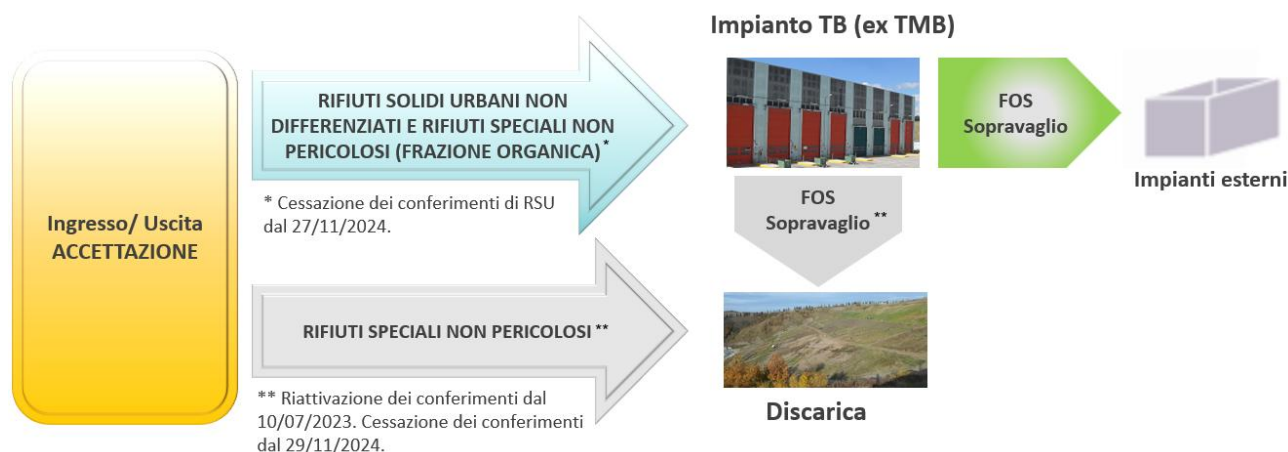 Impianto TB (ex TMB)
RIFIUTI SOLIDI URBANI NON
DIFFERENZIATI E RIFIUTI SPECIALI NON
PERICOLOSI (FRAZIONE ORGANICA) *
FOS
Sopravaglio
Impianti esterni
* Cessazione dei conferimenti di RSU
dal 27/11/2024.
FOS
Sopravaglio **
Ingresso/ Uscita
ACCETTAZIONE
RIFIUTI SPECIALI NON PERICOLOSI **
** Riattivazione dei conferimenti dal
10/07/2023. Cessazione dei conferimenti
dal 29/11/2024.
Discarica